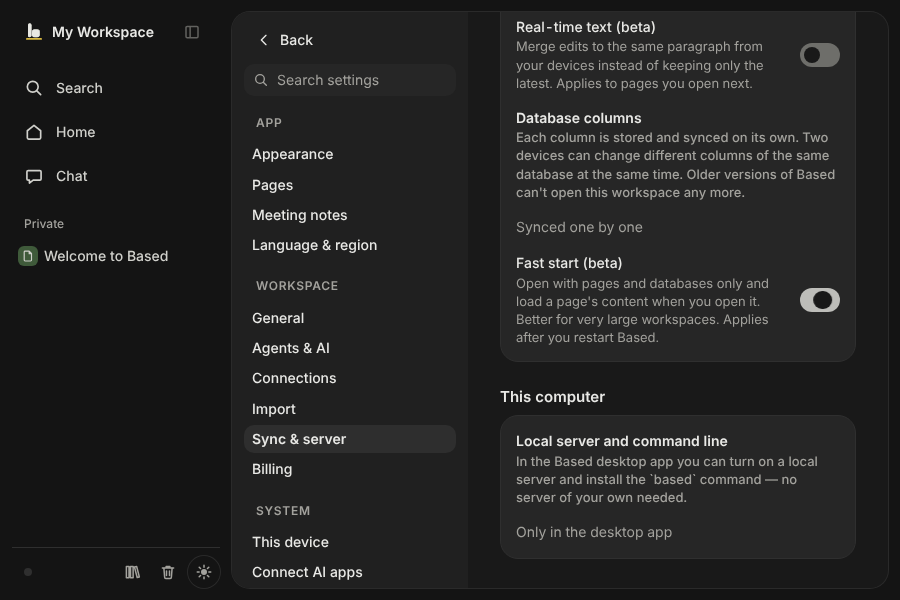 My Workspace
Search
Home
Chat
Private
Welcome to Based
Back
Search settings
APP
Appearance
Pages
Meeting notes
Language & region
WORKSPACE
General
Agents & AI
Connections
Import
Sync & server
Billing
SYSTEM
This device
Connect AI apps
Real-time text (beta)
Merge edits to the same paragraph from
your devices instead of keeping only the
latest. Applies to pages you open next.
Database columns
Each column is stored and synced on its own. Two
devices can change different columns of the same
database at the same time. Older versions of Based
can't open this workspace any more.
Synced one by one
Fast start (beta)
Open with pages and databases only and
load a page's content when you open it.
Better for very large workspaces. Applies
after you restart Based.
This computer
Local server and command line
In the Based desktop app you can turn on a local
server and install the `based` command — no
server of your own needed.
Only in the desktop app